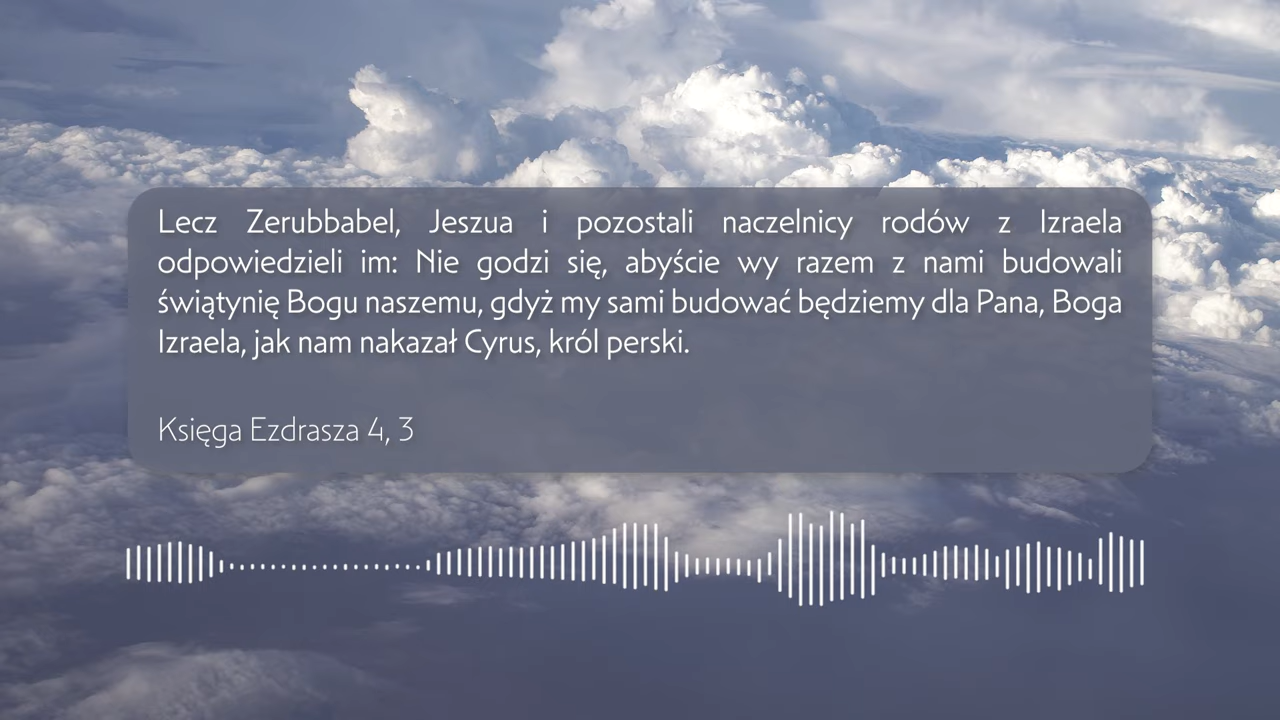 Lecz Zerubbabel, Jeszua i pozostali naczelnicy rodów z Izraela
odpowiedzieli im: Nie godzi się, abyście wy razem z nami budowali
świątynię Bogu naszemu, gdyż my sami budować będziemy dla Pana, Boga
Izraela, jak nam nakazał Cyrus, król perski.
Księga Ezdrasza 4, 3